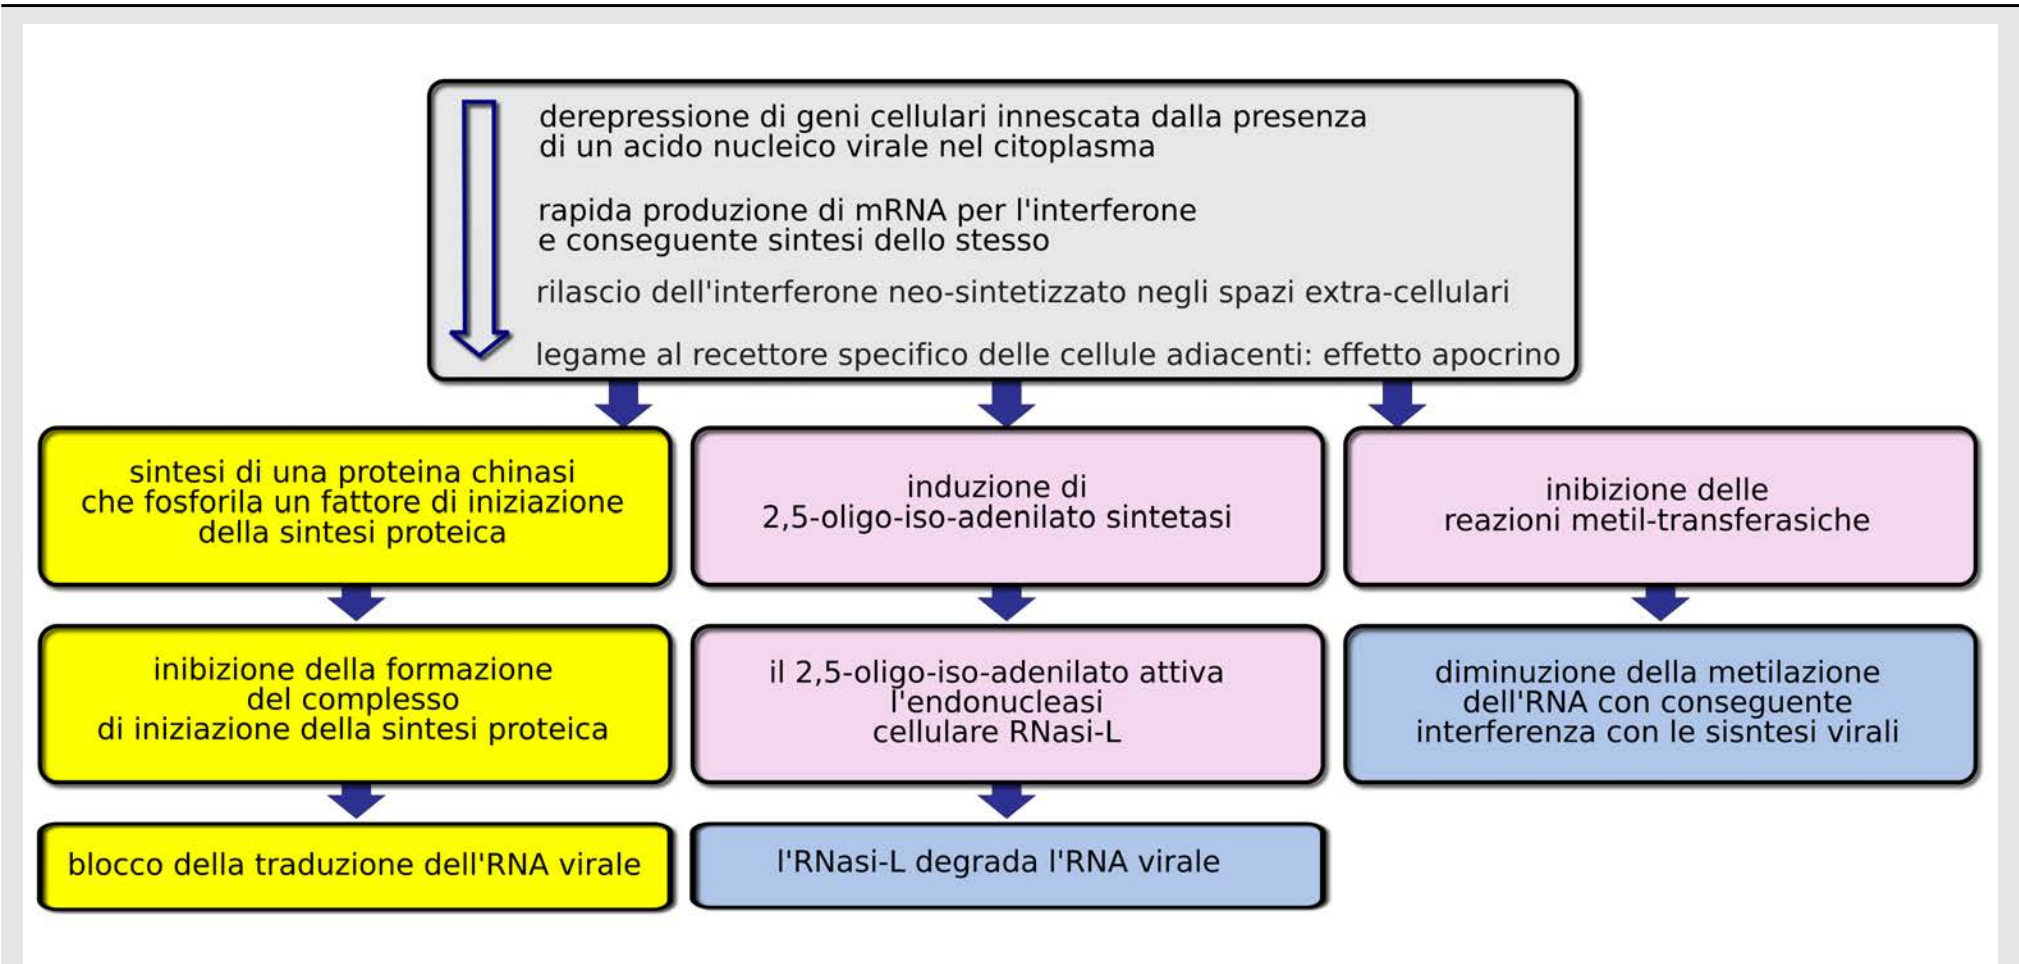 derepressione di geni cellulari innescata dalla presenza
di un acido nucleico virale nel citoplasma
rapida produzione di mRNA per l'interferone
e conseguente sintesi dello stesso
rilascio dell'interferone neo-sintetizzato negli spazi extra-cellulari
legame al recettore specifico delle cellule adiacenti: effetto apocrino
sintesi di una proteina chinasi
che fosforila un fattore di iniziazione
della sintesi proteica
induzione di
2,5-oligo-iso-adenilato sintetasi
inibizione delle
reazioni metil-transferasiche
inibizione della formazione
del complesso
di iniziazione della sintesi proteica
il 2,5-oligo-iso-adenilato attiva
l'endonucleasi
cellulare RNasi-L
diminuzione della metilazione
dell'RNA con conseguente
interferenza con le sisntesi virali
blocco della traduzione dell'RNA virale
l'RNasi-L degrada l'RNA virale